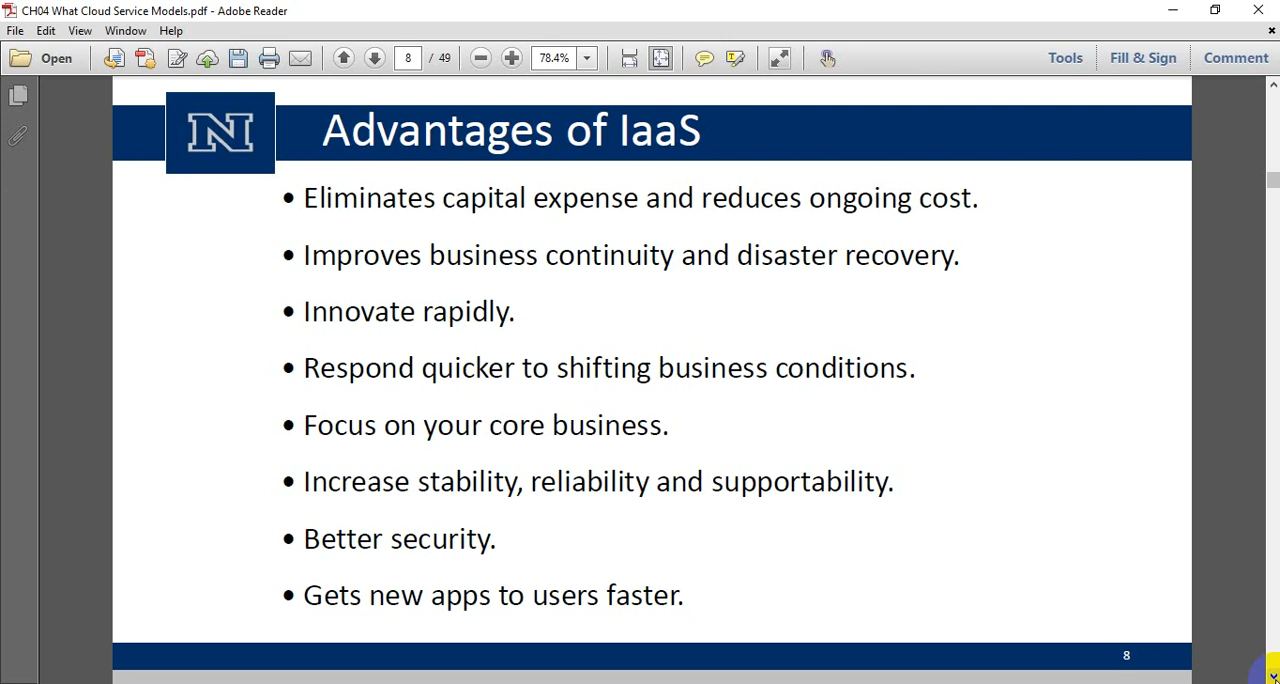 CH04 What Cloud Service Models.pdf - Adobe Reader
File Edit View Window Help
Open 8 / 49 78.4% Tools Fill & Sign Comment
N Advantages of IaaS
• Eliminates capital expense and reduces ongoing cost.
• Improves business continuity and disaster recovery.
• Innovate rapidly.
• Respond quicker to shifting business conditions.
• Focus on your core business.
• Increase stability, reliability and supportability.
• Better security.
• Gets new apps to users faster.
8